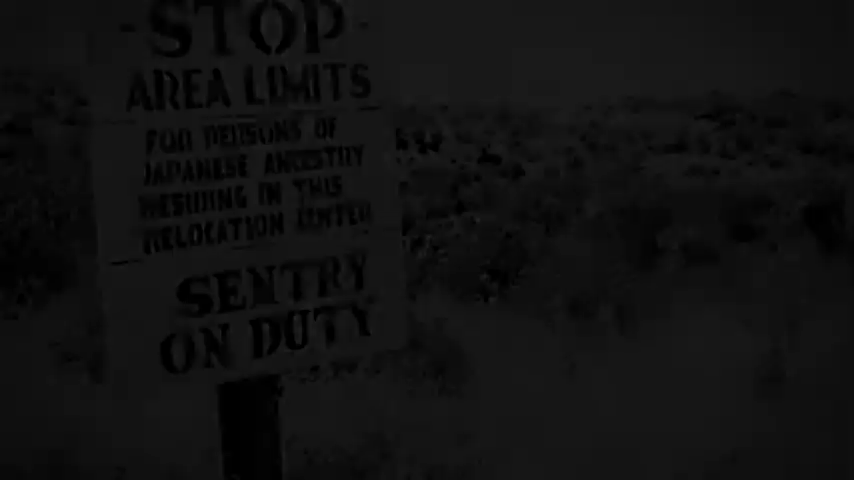 STOP
AREA LIMITS
FOR PERSONS OF
JAPANESE ANCESTRY
RESIDING IN THIS
RELOCATION CENTER
SENTRY
ON DUTY